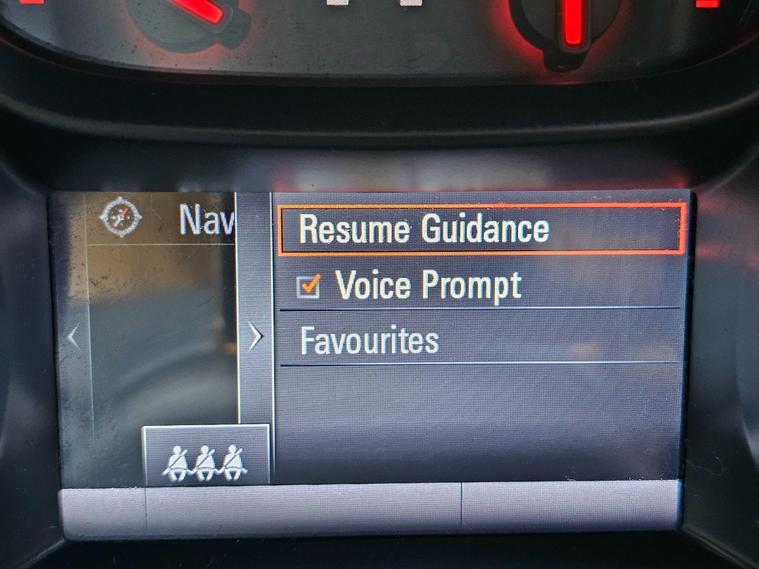 Nav
Resume Guidance
Voice Prompt
Favourites